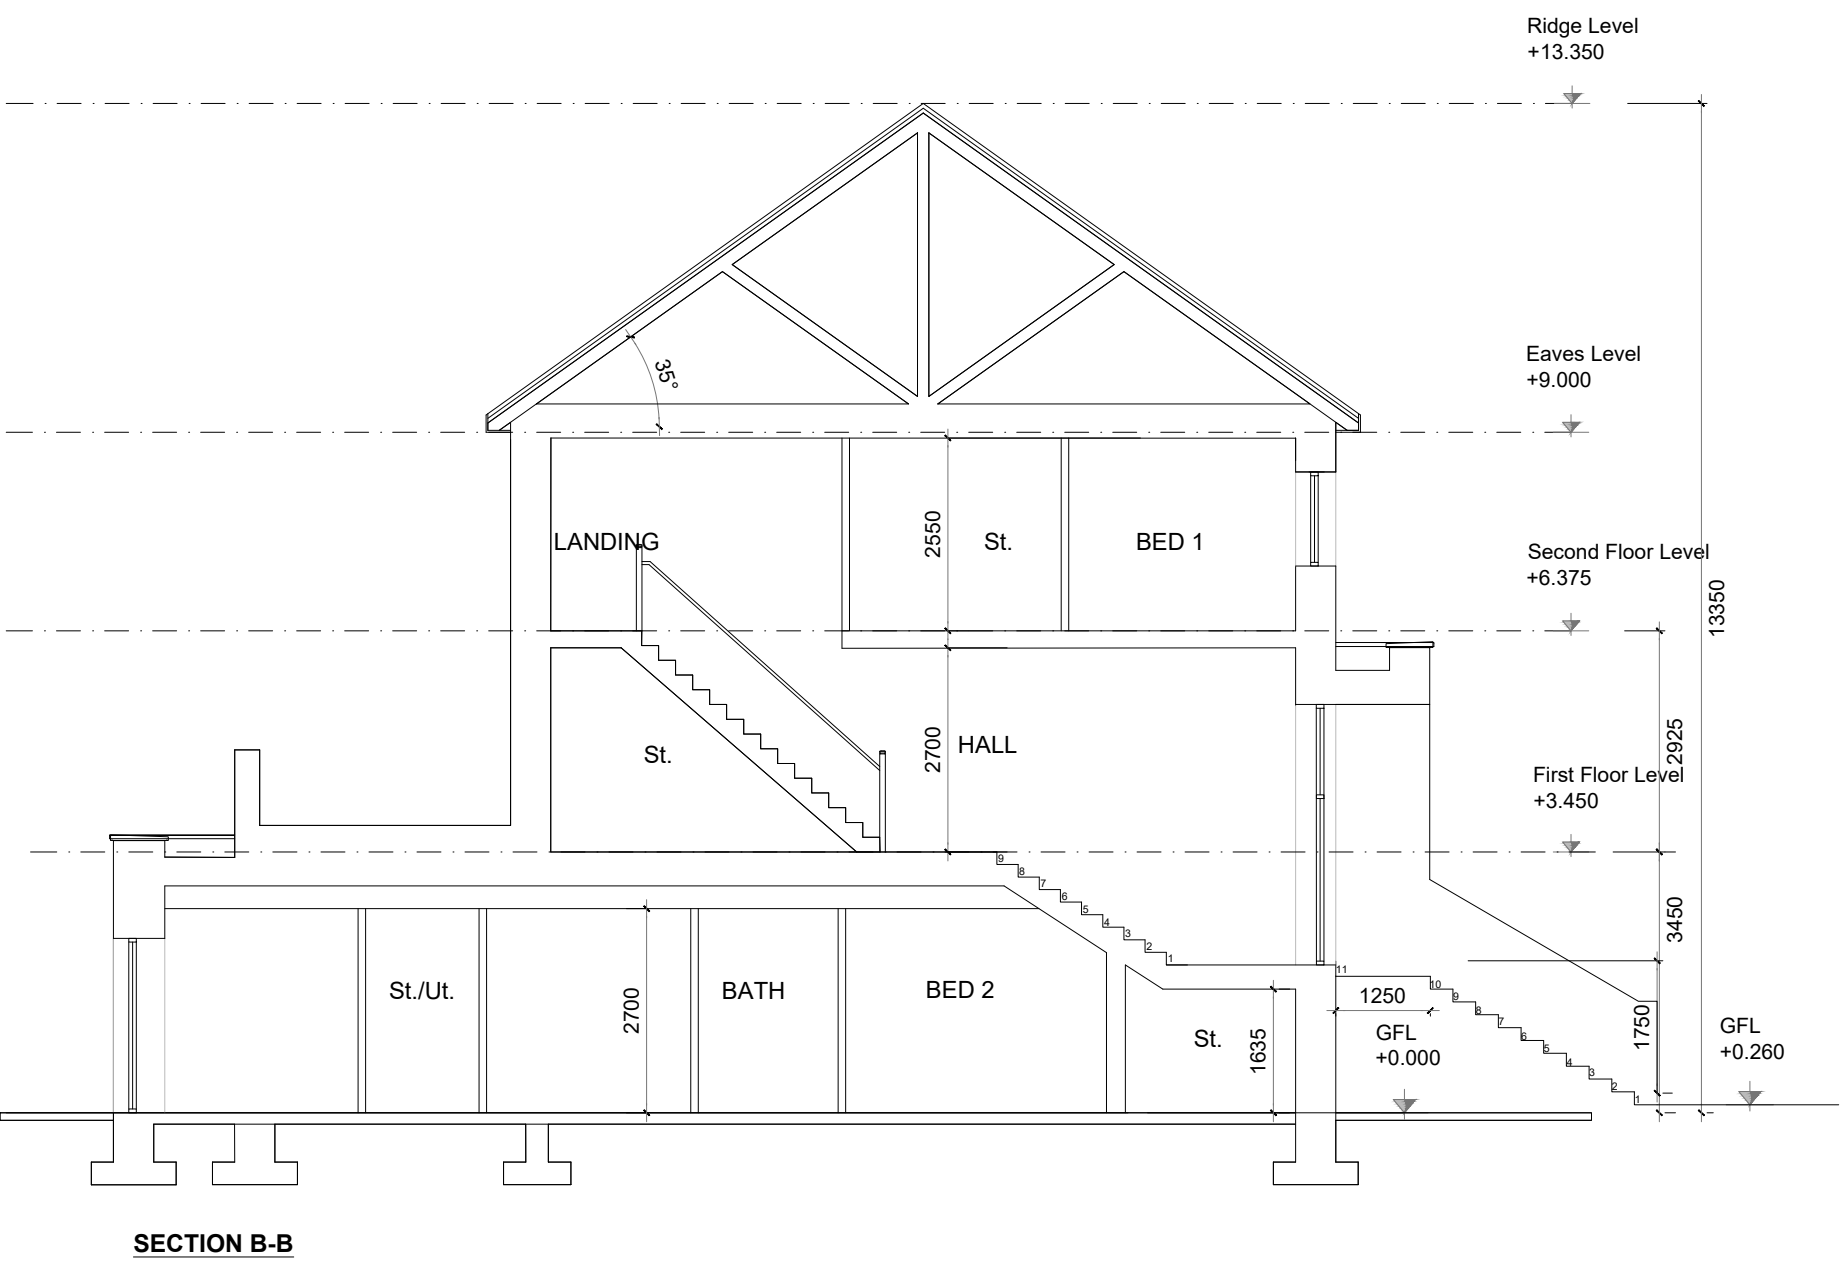 Ridge Level
+13.350
Eaves Level
+9.000
35°
LANDING
2550
St.
BED 1
Second Floor Level
+6.375
13350
St.
2700
HALL
2925
First Floor Level
+3.450
9
8
7
6
5
4
3
2
1
3450
St./Ut.
2700
BATH
BED 2
St.
1635
11
10
9
8
7
6
5
4
3
2
1
1250
GFL
+0.000
1750
GFL
+0.260
SECTION B-B